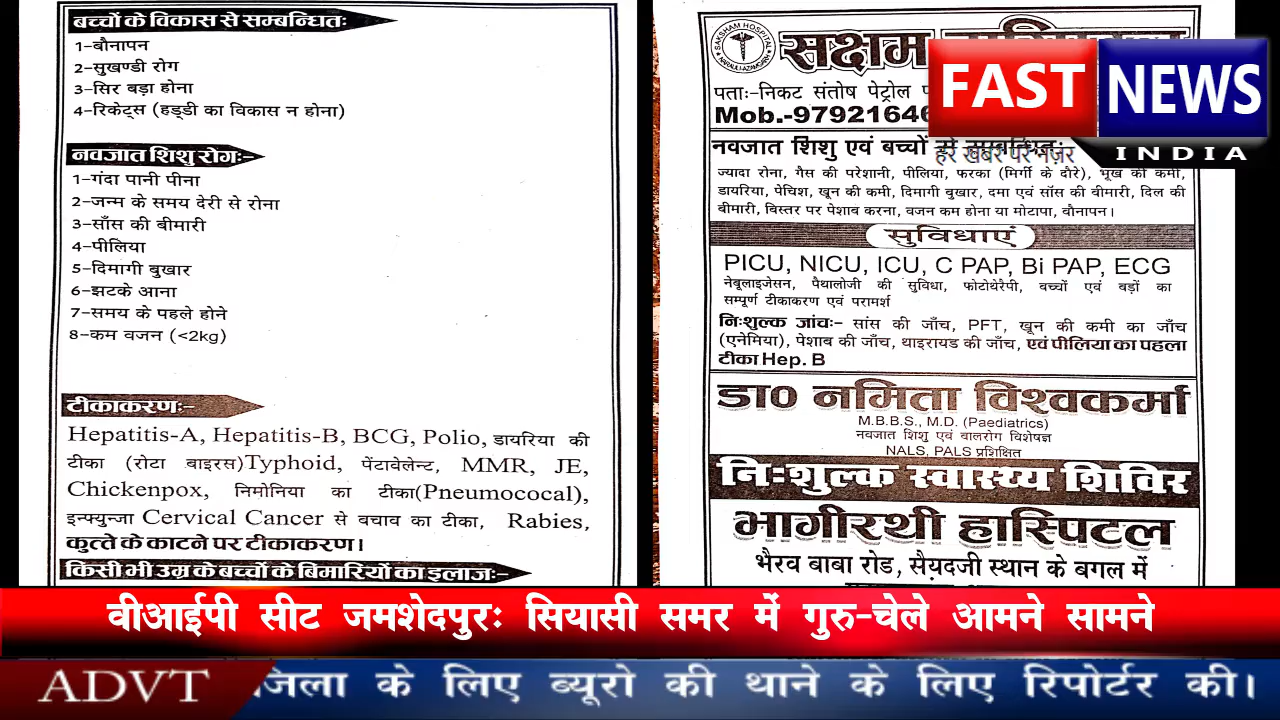 बच्चों के विकास से सम्बन्धितः
1-बौनापन
2-सुखण्डी रोग
3-सिर बड़ा होना
4-रिकेट्स (हड्डी का विकास न होना)
नवजात शिशु रोगः-
1-गंदा पानी पीना
2-जन्म के समय देरी से रोना
3-साँस की बीमारी
4-पीलिया
5-दिमागी बुखार
6-झटके आना
7-समय के पहले होने
8-कम वजन (<2kg)
टीकाकरणः-
Hepatitis-A, Hepatitis-B, BCG, Polio, डायरिया की
टीका (रोटा बाइरस)Typhoid, पेंटावेलेन्ट, MMR, JE,
Chickenpox, निमोनिया का टीका(Pneumococal),
इन्फ्युन्जा Cervical Cancer से बचाव का टीका, Rabies,
कुत्ते के काटने पर टीकाकरण।
किसी भी उम्र के बच्चों के बिमारियों का इलाजः-
SAKSHAM HOSPITAL
सक्षम
पताः-निकट संतोष पेट्रोल
Mob.-9792164
नवजात शिशु एवं बच्चों से सम्बन्धितः
ज्यादा रोना, गैस की परेशानी, पीलिया, फरका (मिर्गी के दौरे), भूख की कमी,
डायरिया, पेचिश, खून की कमी, दिमागी बुखार, दमा एवं साँस की बीमारी, दिल की
बीमारी, बिस्तर पर पेशाब करना, वजन कम होना या मोटापा, बौनापन।
सुविधाएं
PICU, NICU, ICU, C PAP, Bi PAP, ECG
नेबूलाइजेसन, पैथालोजी की सुविधा, फोटोथेरैपी, बच्चों एवं बड़ों का
सम्पूर्ण टीकाकरण एवं परामर्श
निःशुल्क जांचः- सांस की जाँच, PFT, खून की कमी का जाँच
(एनेमिया), पेशाब की जाँच, थाइरायड की जाँच, एवं पीलिया का पहला
टीका Hep. B
डा० नमिता विश्वकर्मा
M.B.B.S., M.D. (Paediatrics)
नवजात शिशु एवं बालरोग विशेषज्ञ
NALS, PALS प्रशिक्षित
निःशुल्क स्वास्थ्य शिविर
भागीरथी हास्पिटल
भैरव बाबा रोड, सैयदजी स्थान के बगल में
FAST NEWS
हर खबर पर नज़र
INDIA
वीआईपी सीट जमशेदपुरः सियासी समर में गुरु-चेले आमने सामने
ADVT जिला के लिए ब्यूरो की थाने के लिए रिपोर्टर की।